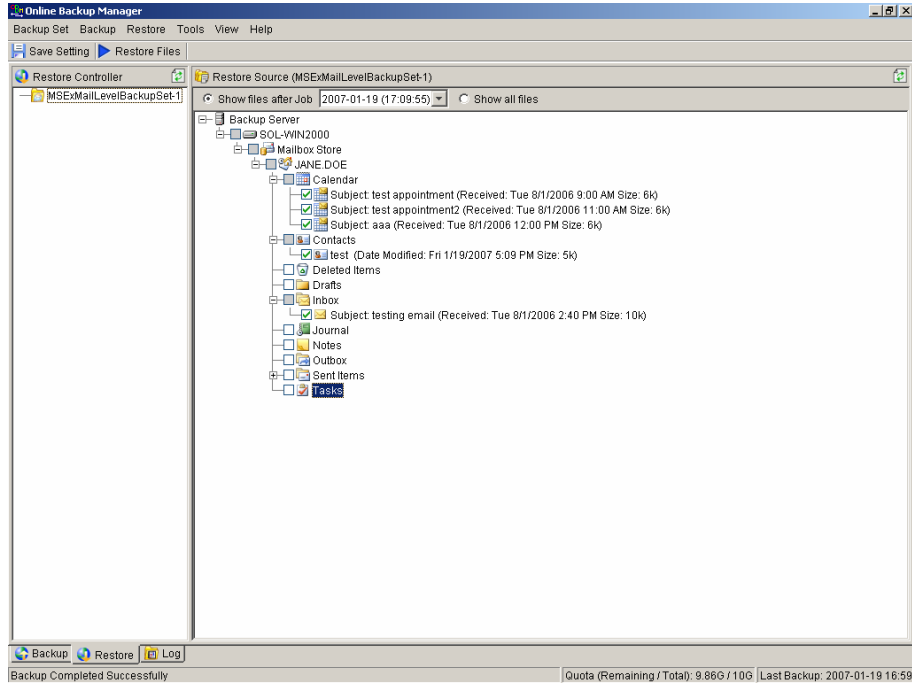 Online Backup Manager
Backup Set Backup Restore Tools View Help
Save Setting Restore Files
Restore Controller
MSExMailLevelBackupSet-1
Restore Source (MSExMailLevelBackupSet-1)
Show files after Job 2007-01-19 (17:09:55) Show all files
Backup Server
SOL-WIN2000
Mailbox Store
JANE.DOE
Calendar
Subject: test appointment (Received: Tue 8/1/2006 9:00 AM Size: 6k)
Subject: test appointment2 (Received: Tue 8/1/2006 11:00 AM Size: 6k)
Subject: aaa (Received: Tue 8/1/2006 12:00 PM Size: 6k)
Contacts
test (Date Modified: Fri 1/19/2007 5:09 PM Size: 5k)
Deleted Items
Drafts
Inbox
Subject: testing email (Received: Tue 8/1/2006 2:40 PM Size: 10k)
Journal
Notes
Outbox
Sent Items
Tasks
Backup Restore Log
Backup Completed Successfully
Quota (Remaining / Total): 9.86G / 10G Last Backup: 2007-01-19 16:59